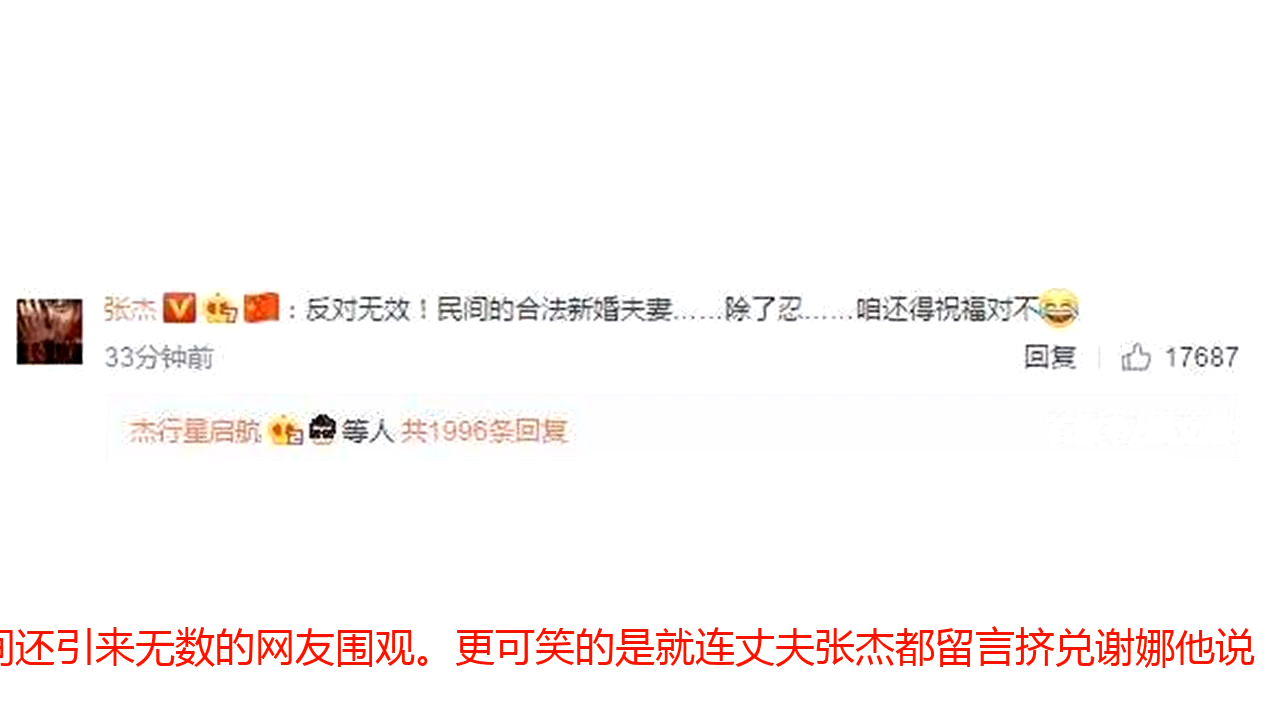 张杰：反对无效！民间的合法新婚夫妻……除了忍……咱还得祝福对不
33分钟前 回复 17687
杰行星启航 等人 共1996条回复
还引来无数的网友围观。更可笑的是就连丈夫张杰都留言挤兑谢娜他说